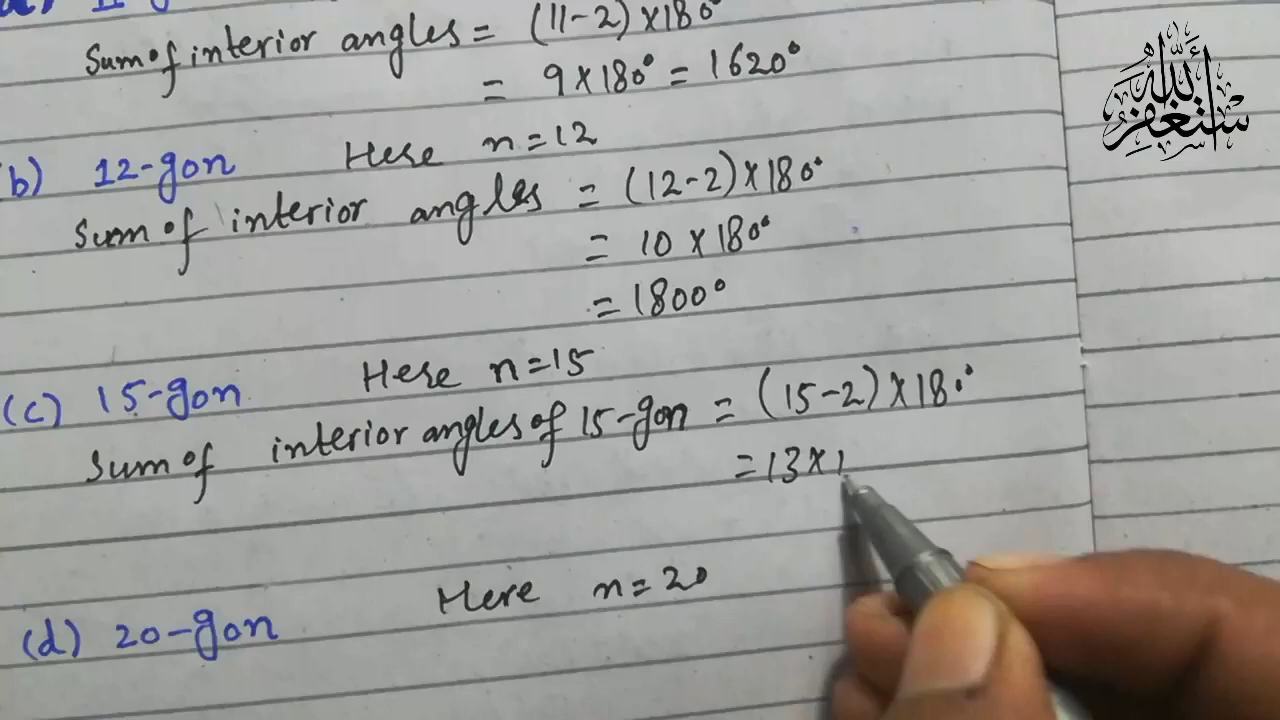 Sum of interior angles = (11-2)×180°
= 9×180° = 1620°
b) 12-gon Here n=12
Sum of interior angles = (12-2)×180°
= 10×180°
= 1800°
(c) 15-gon Here n=15
Sum of interior angles of 15-gon = (15-2)×180°
= 13×1
(d) 20-gon Here n=20
أستغفر الله